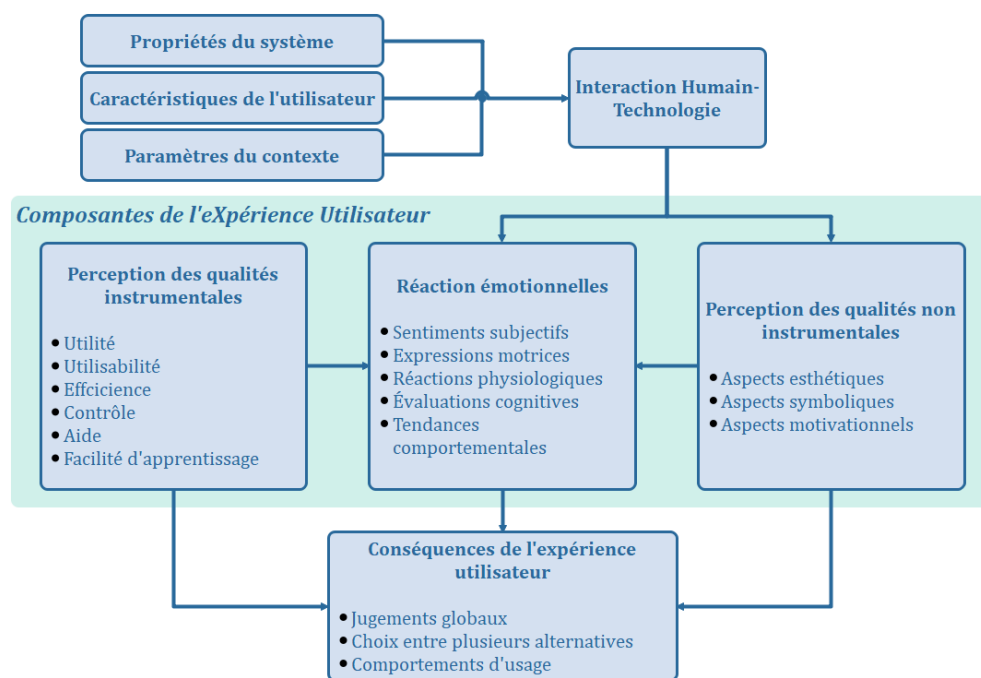 Propriétés du système
Caractéristiques de l'utilisateur
Paramètres du contexte
Interaction Humain-
Technologie
Composantes de l'eXpérience Utilisateur
Perception des qualités
instrumentales
• Utilité
• Utilisabilité
• Effcicience
• Contrôle
• Aide
• Facilité d'apprentissage
Réaction émotionnelles
• Sentiments subjectifs
• Expressions motrices
• Réactions physiologiques
• Évaluations cognitives
• Tendances
comportementales
Perception des qualités non
instrumentales
• Aspects esthétiques
• Aspects symboliques
• Aspects motivationnels
Conséquences de l'expérience
utilisateur
• Jugements globaux
• Choix entre plusieurs alternatives
• Comportements d'usage